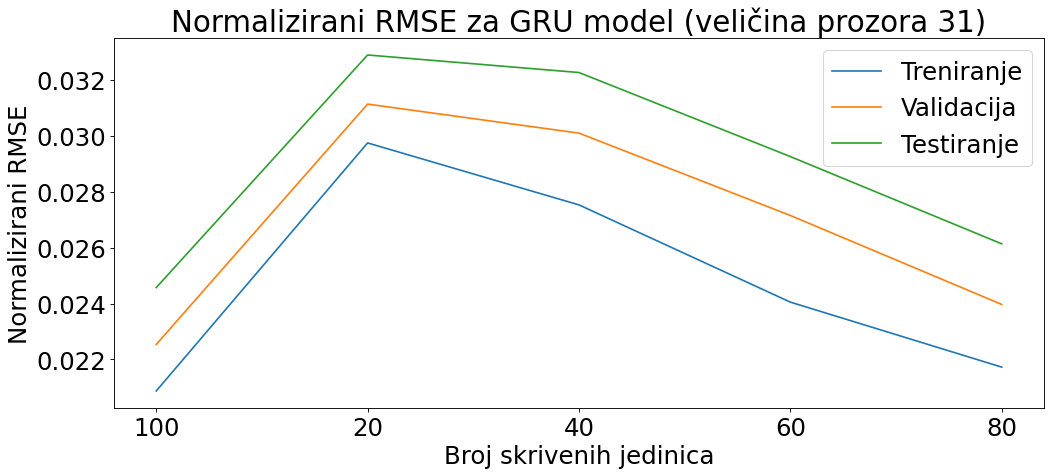 Normalizirani RMSE za GRU model (veličina prozora 31)
Treniranje
Validacija
Testiranje
Normalizirani RMSE
0.032
0.030
0.028
0.026
0.024
0.022
100 20 40 60 80
Broj skrivenih jedinica